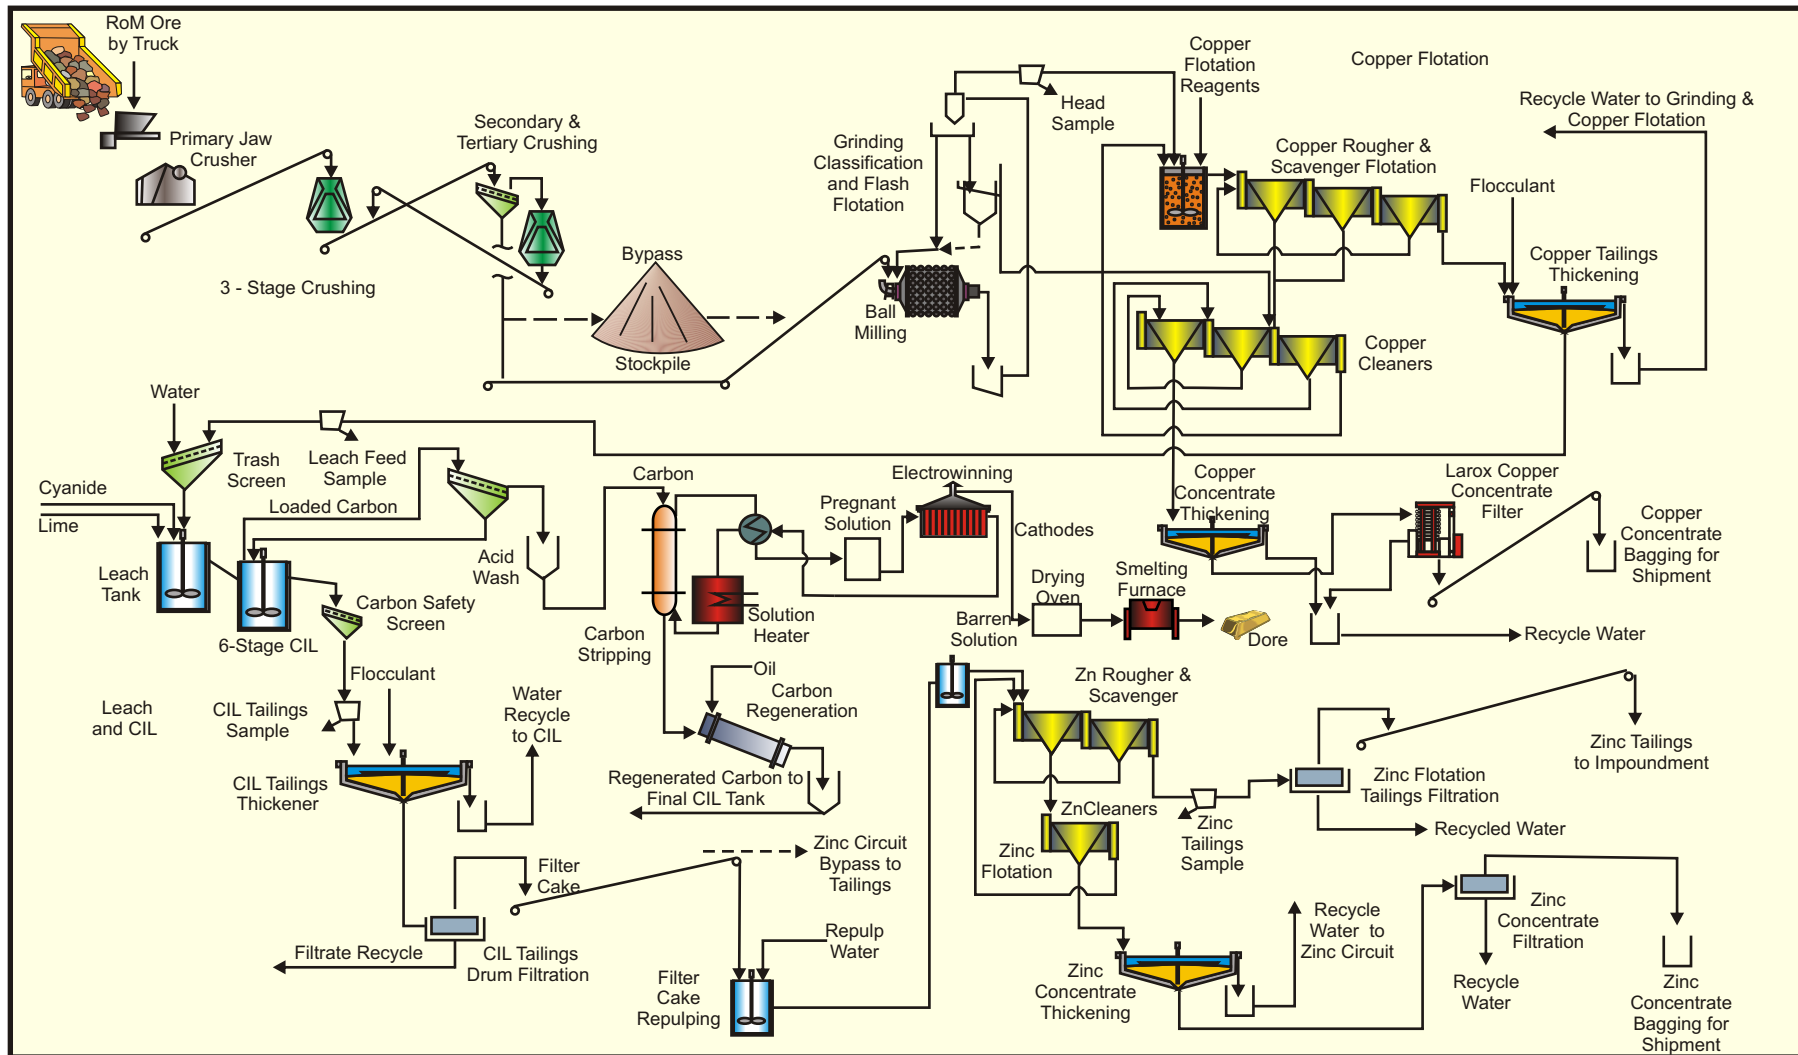 RoM Ore
by Truck
Primary Jaw
Crusher
3 - Stage Crushing
Secondary &
Tertiary Crushing
Bypass
Stockpile
Grinding
Classification
and Flash
Flotation
Ball
Milling
Head
Sample
Copper
Flotation
Reagents
Copper Flotation
Recycle Water to Grinding &
Copper Flotation
Copper Rougher &
Scavenger Flotation
Flocculant
Copper Tailings
Thickening
Copper
Cleaners
Water
Trash
Screen
Leach Feed
Sample
Cyanide
Lime
Loaded Carbon
Leach
Tank
6-Stage CIL
Carbon Safety
Screen
Acid
Wash
Carbon
Carbon
Stripping
Solution
Heater
Pregnant
Solution
Electrowinning
Cathodes
Drying
Oven
Smelting
Furnace
Dore
Barren
Solution
Copper
Concentrate
Thickening
Larox Copper
Concentrate
Filter
Copper
Concentrate
Bagging for
Shipment
Recycle Water
Leach
and CIL
CIL Tailings
Sample
Flocculant
Water
Recycle
to CIL
CIL Tailings
Thickener
Oil
Carbon
Regeneration
Regenerated Carbon to
Final CIL Tank
Zn Rougher &
Scavenger
ZnCleaners
Zinc
Flotation
Zinc
Tailings
Sample
Zinc Flotation
Tailings Filtration
Zinc Tailings
to Impoundment
Recycled Water
Zinc Circuit
Bypass to
Tailings
Filter
Cake
Filtrate Recycle
CIL Tailings
Drum Filtration
Filter
Cake
Repulping
Repulp
Water
Zinc
Concentrate
Thickening
Recycle
Water to
Zinc Circuit
Zinc
Concentrate
Filtration
Recycle
Water
Zinc
Concentrate
Bagging for
Shipment